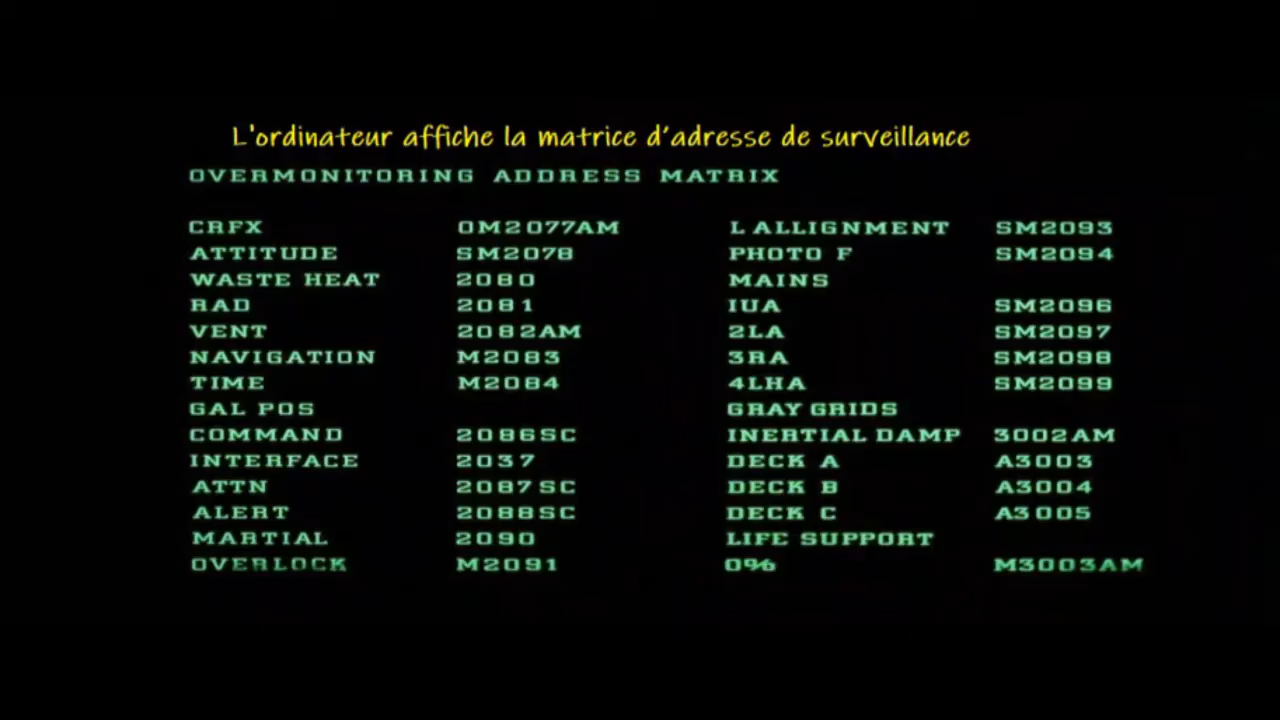 L'ordinateur affiche la matrice d'adresse de surveillance
OVERMONITORING ADDRESS MATRIX
CRFX 0M2077AM L ALLIGNMENT SM2093
ATTITUDE SM2078 PHOTO F SM2094
WASTE HEAT 2080 MAINS
RAD 2081 IUA SM2096
VENT 2082AM 2LA SM2097
NAVIGATION M2083 3RA SM2098
TIME M2084 4LHA SM2099
GAL POS GRAY GRIDS
COMMAND 2086SC INERTIAL DAMP 3002AM
INTERFACE 2037 DECK A A3003
ATTN 2087SC DECK B A3004
ALERT 2088SC DECK C A3005
MARTIAL 2090 LIFE SUPPORT
OVERLOCK M2091 0% M3003AM